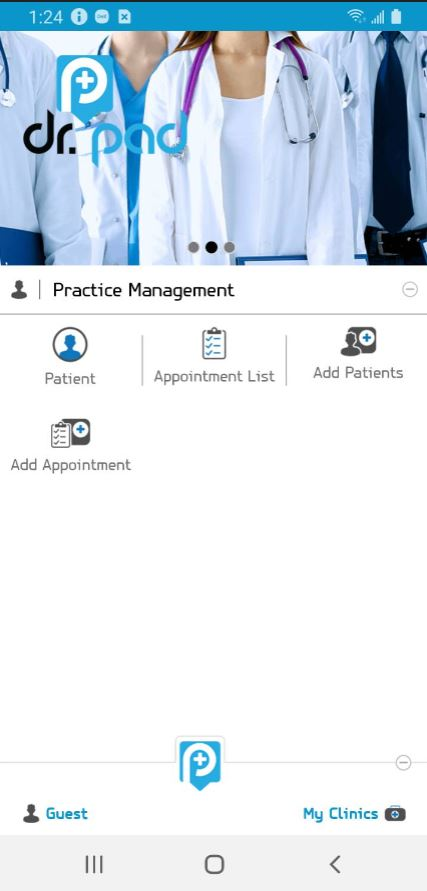 1:24
dr. pad
Practice Management
Patient
Appointment List
Add Patients
Add Appointment
Guest
My Clinics